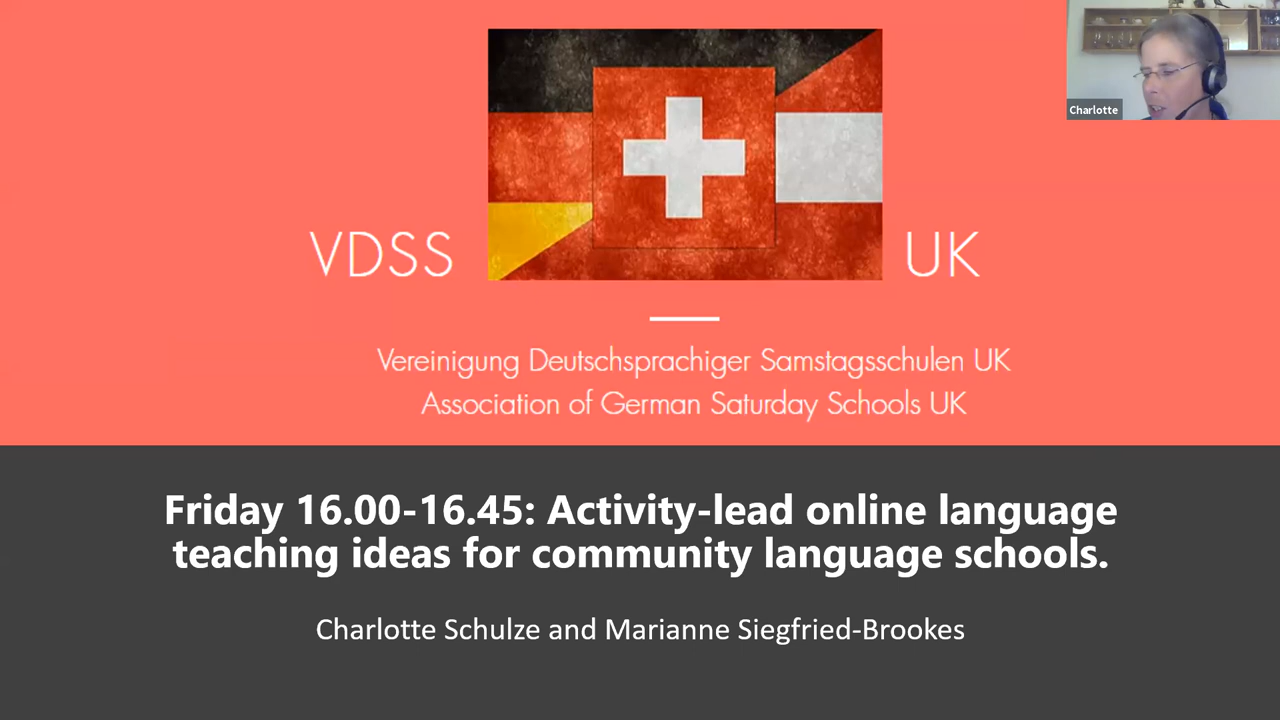 Charlotte
VDSS UK
Vereinigung Deutschsprachiger Samstagsschulen UK
Association of German Saturday Schools UK
Friday 16.00-16.45: Activity-lead online language
teaching ideas for community language schools.
Charlotte Schulze and Marianne Siegfried-Brookes